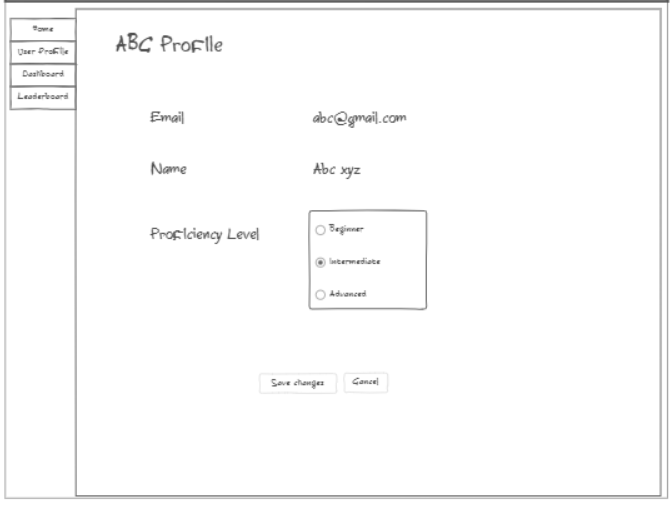 Home
User Profile
Dashboard
Leaderboard
ABC Profile
Email abc@gmail.com
Name Abc xyz
Proficiency Level
Beginner
Intermediate
Advanced
Save changes Cancel